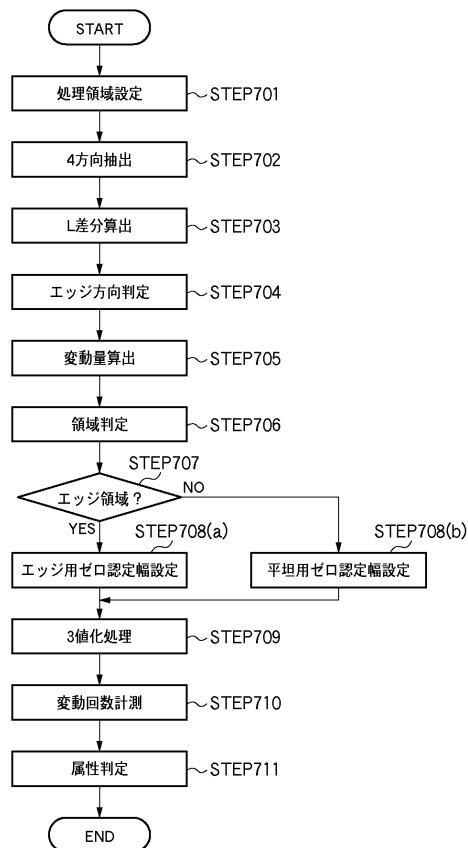 START
処理領域設定
STEP701
4方向抽出
STEP702
L差分算出
STEP703
エッジ方向判定
STEP704
変動量算出
STEP705
領域判定
STEP706
STEP707
エッジ領域?
NO
YES
STEP708(a)
STEP708(b)
エッジ用ゼロ認定幅設定
平坦用ゼロ認定幅設定
3値化処理
STEP709
変動回数計測
STEP710
属性判定
STEP711
END